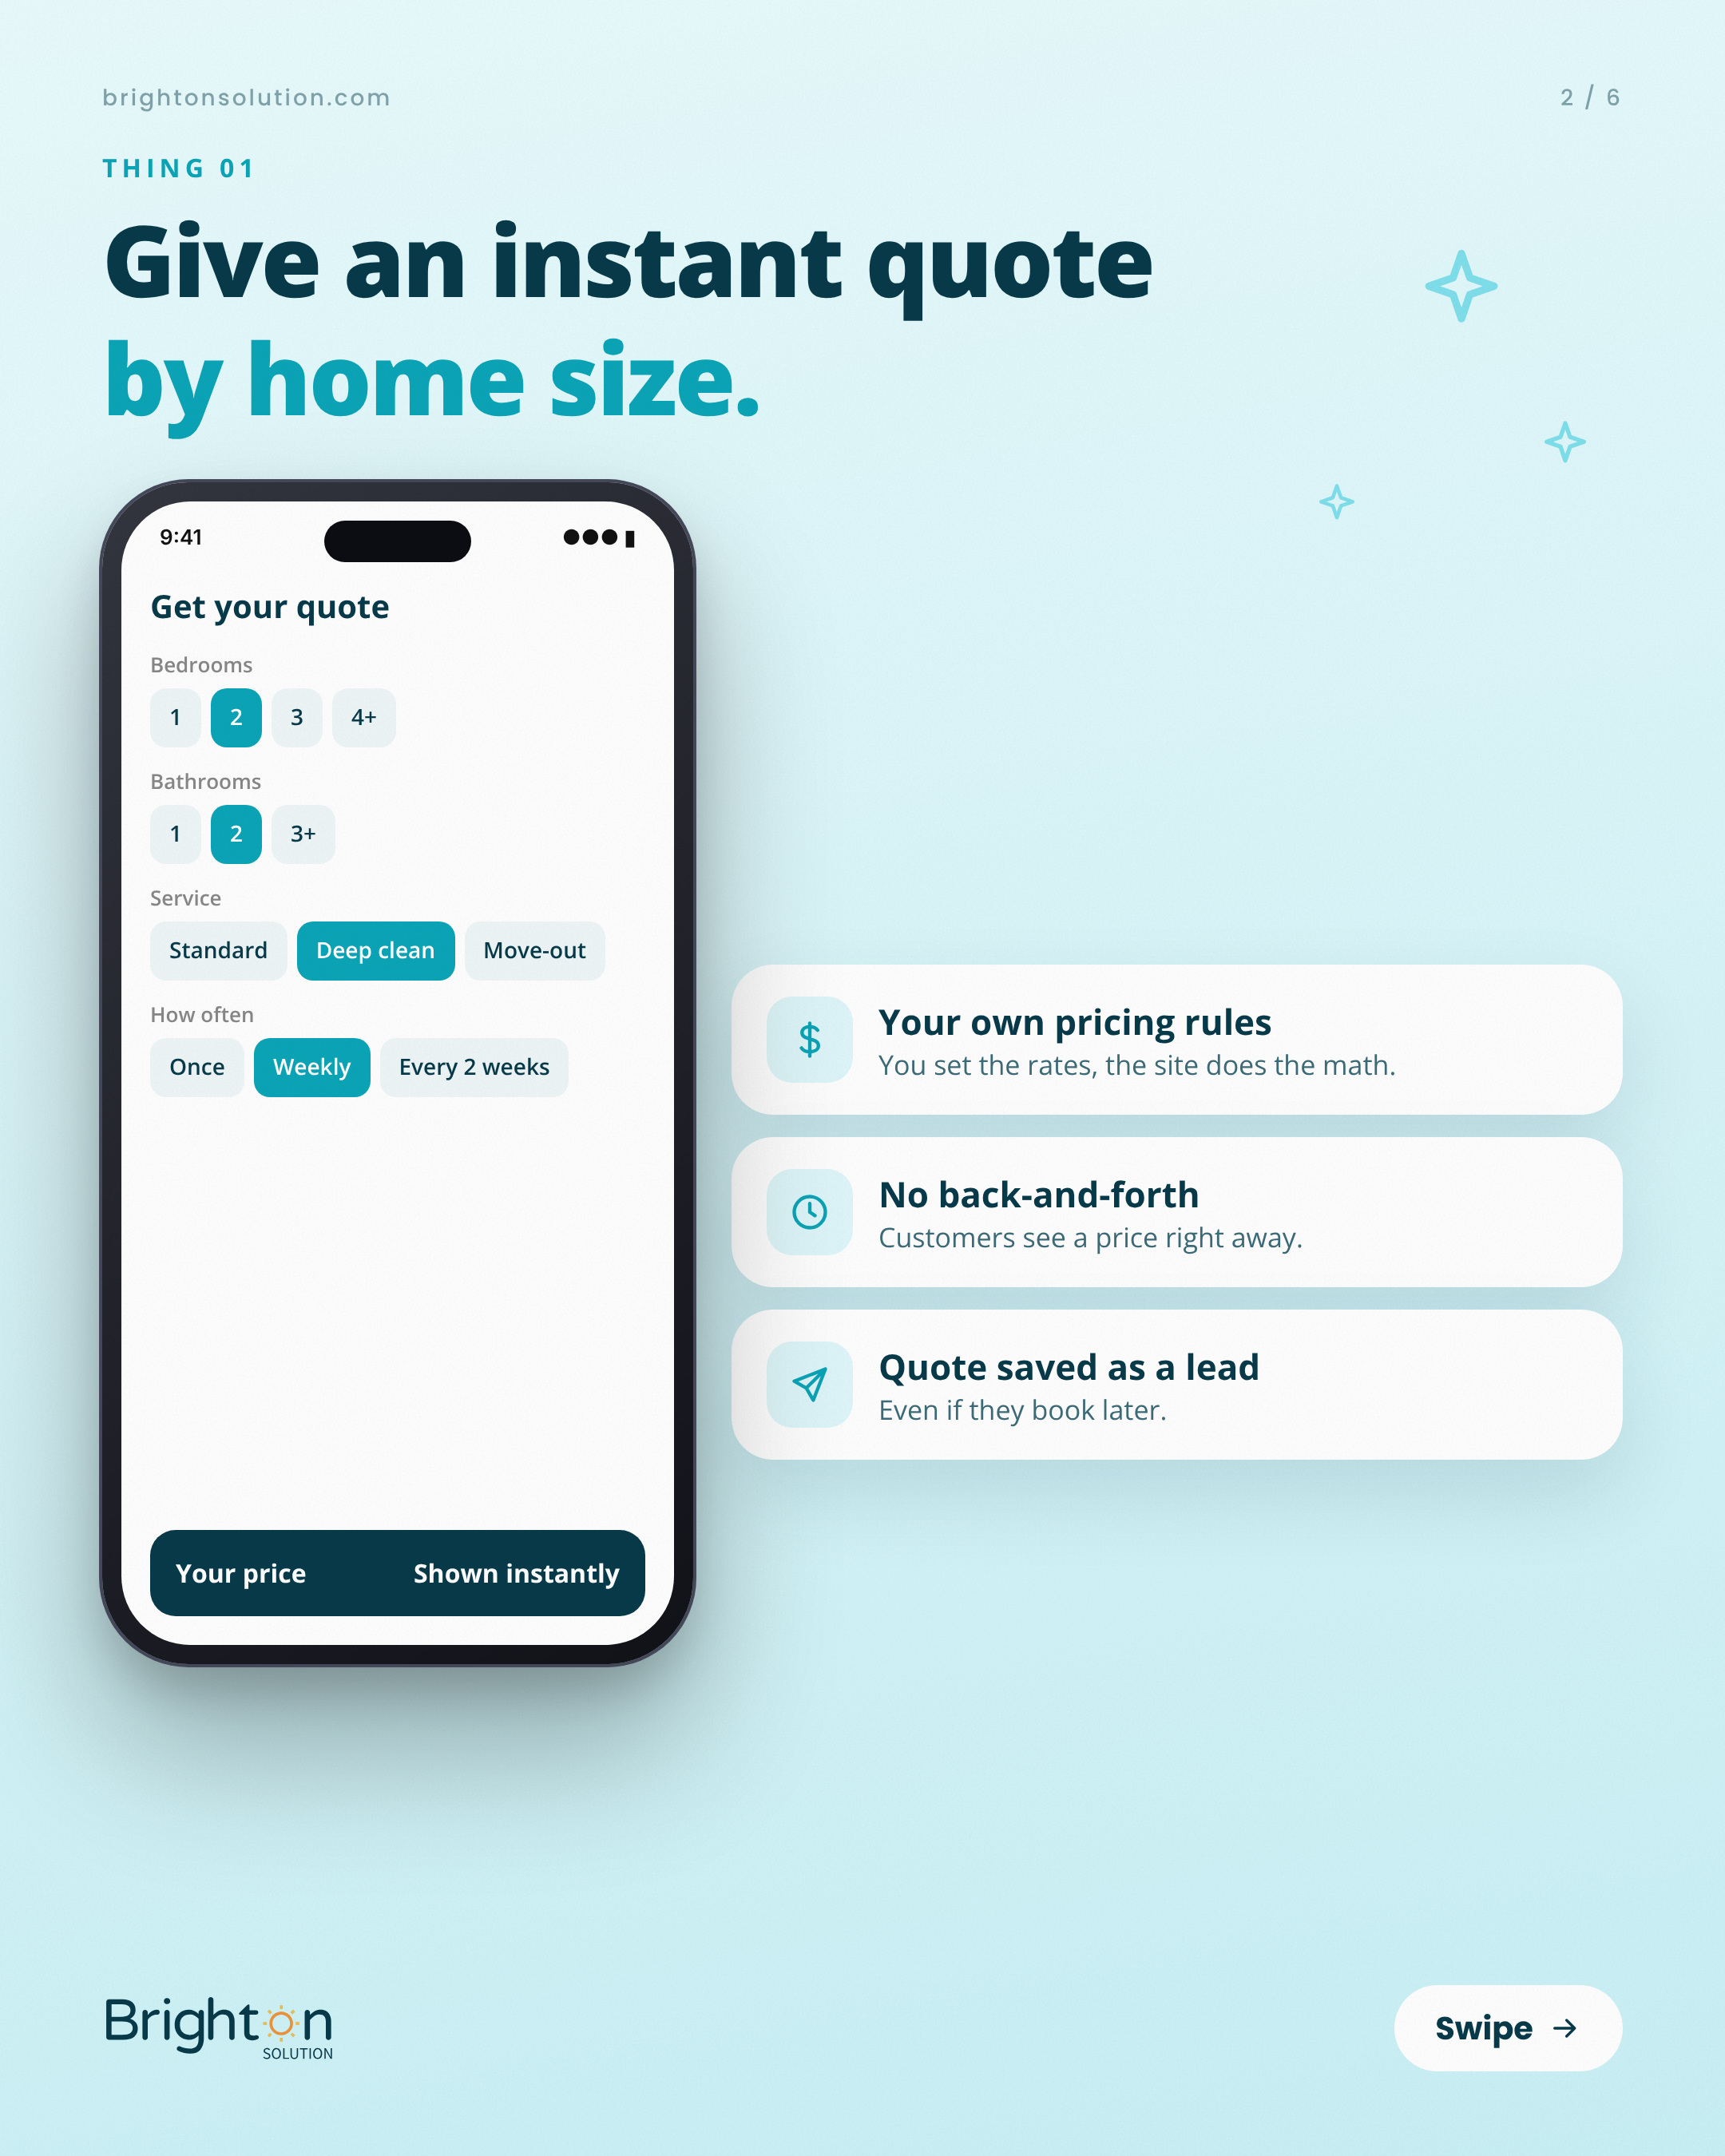 brightonsolution.com
2 / 6
THING 01
Give an instant quote
by home size.
9:41
Get your quote
Bedrooms
1 2 3 4+
Bathrooms
1 2 3+
Service
Standard Deep clean Move-out
How often
Once Weekly Every 2 weeks
Your price Shown instantly
$
Your own pricing rules
You set the rates, the site does the math.
No back-and-forth
Customers see a price right away.
Quote saved as a lead
Even if they book later.
Brighton
SOLUTION
Swipe →